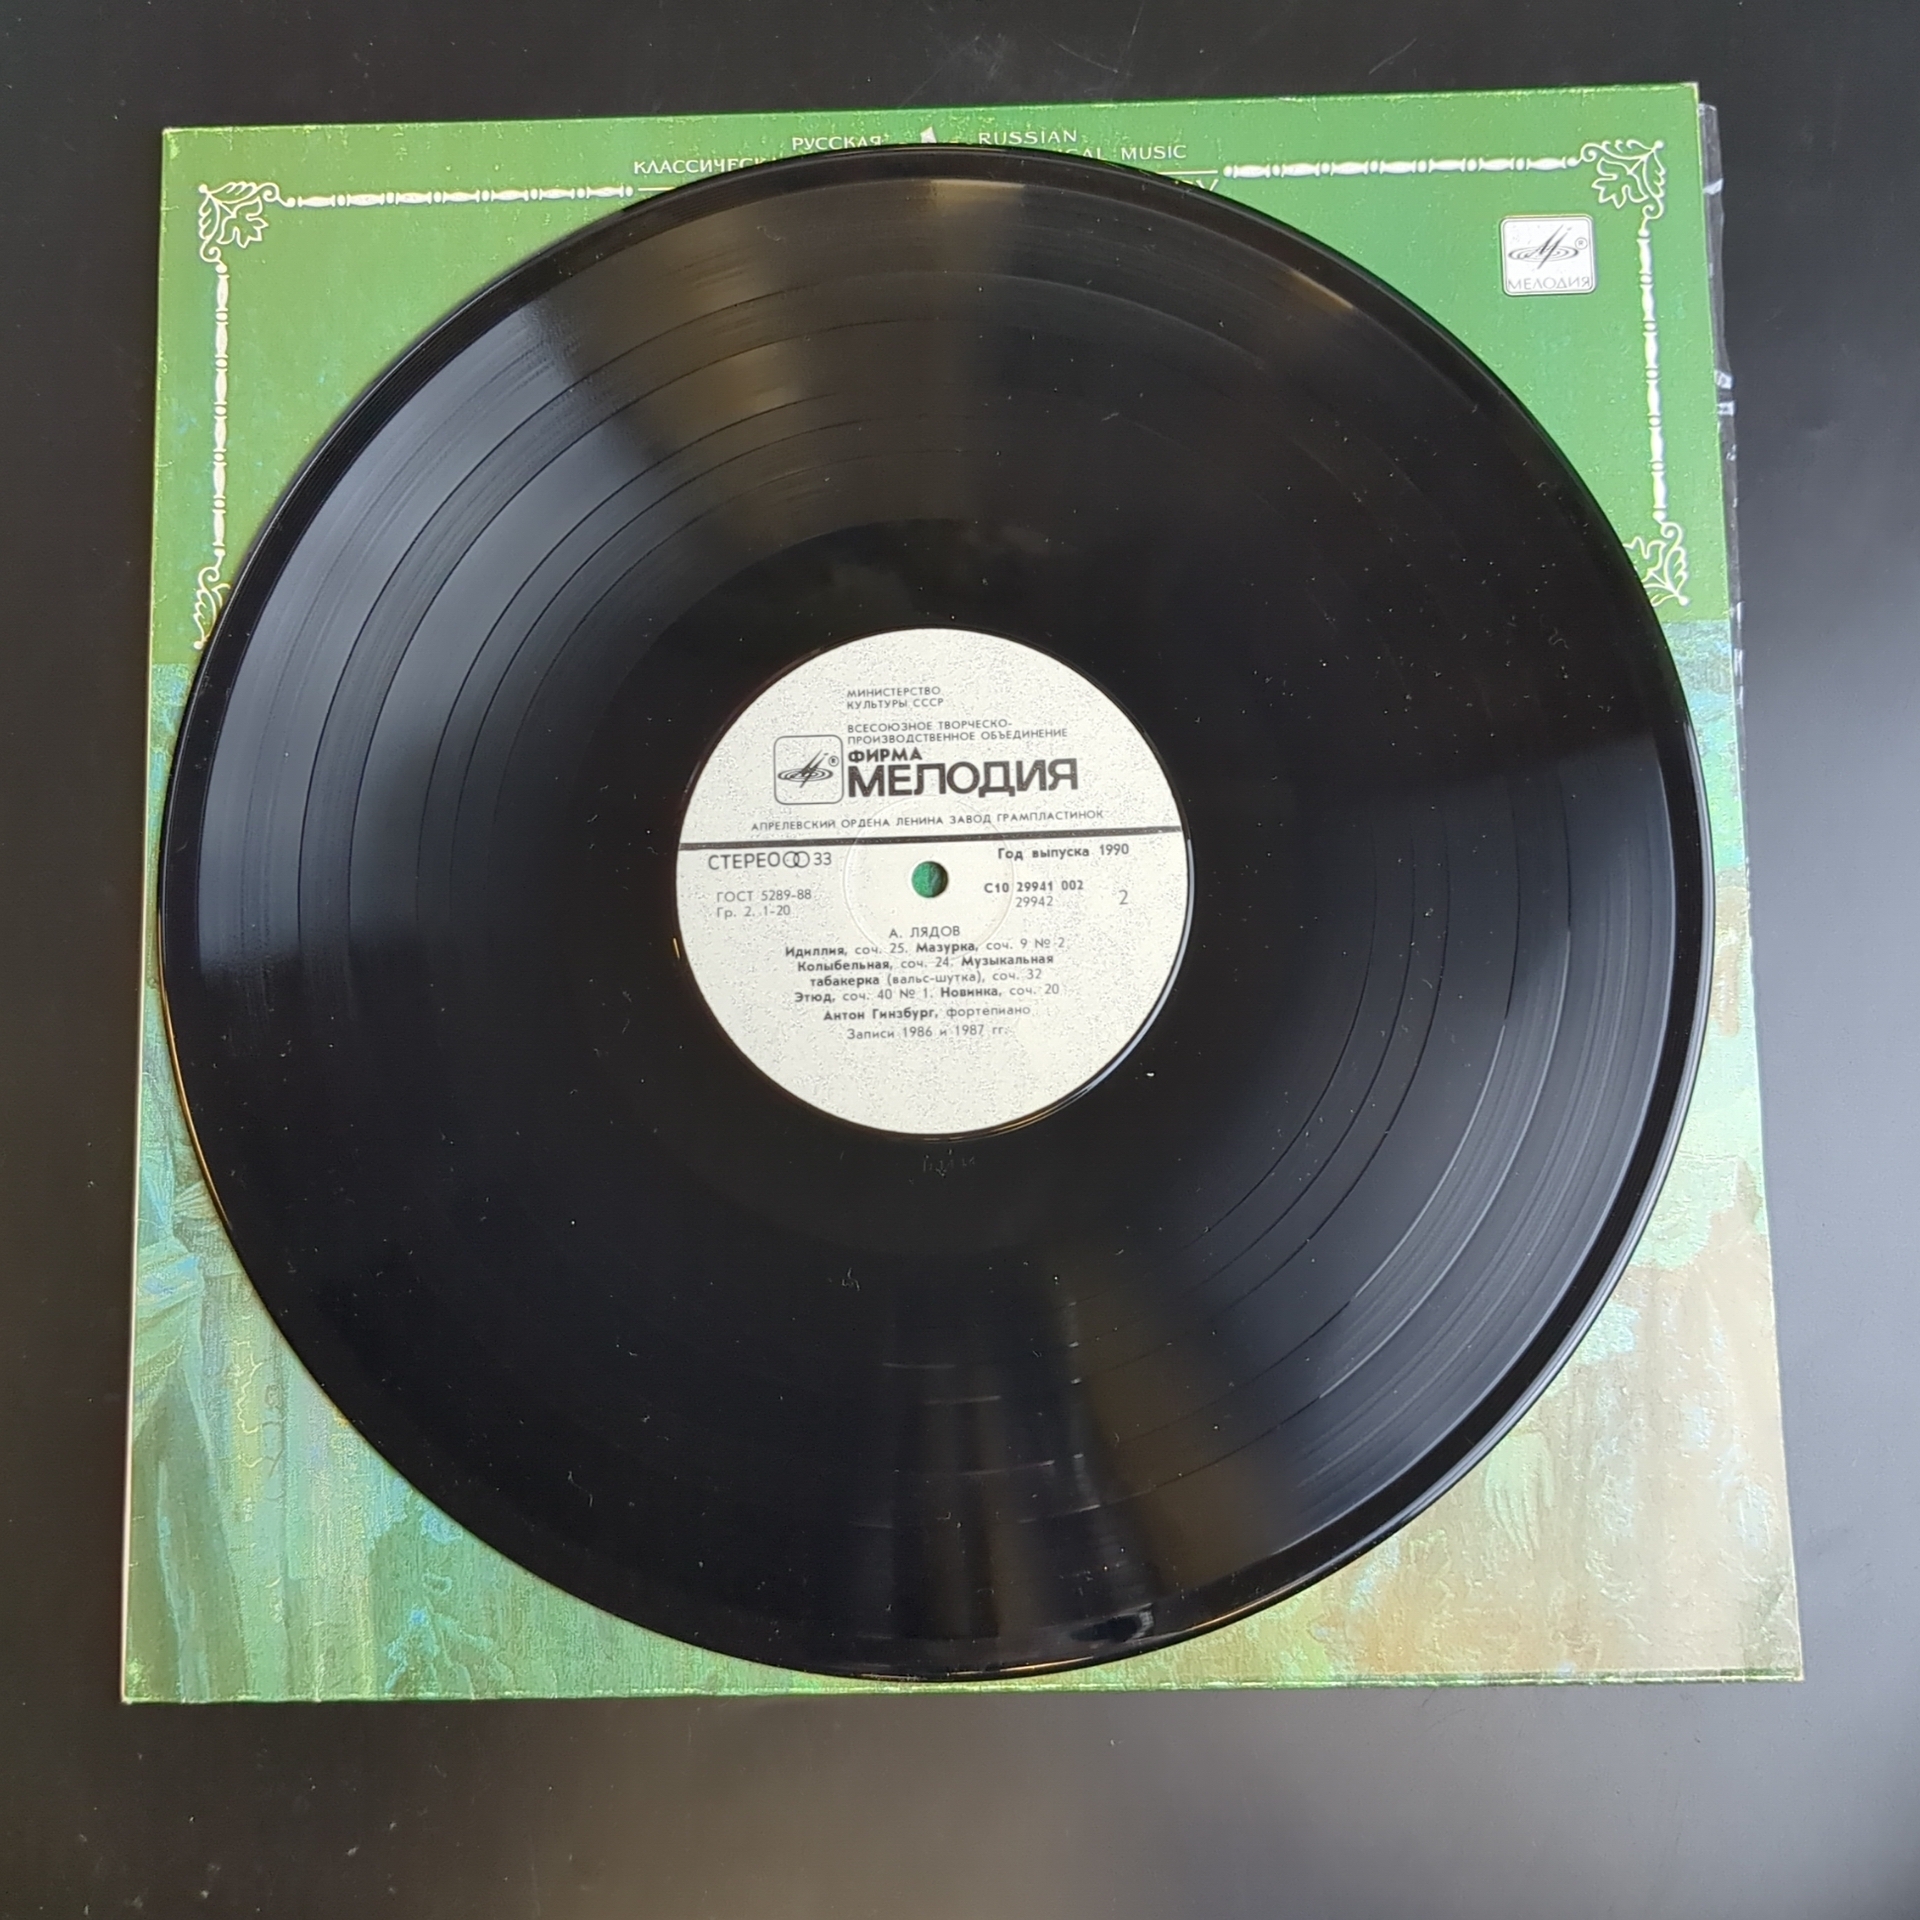 РУССКАЯ
RUSSIAN
MUSIC
®
МЕЛОДИЯ
МИНИСТЕРСТВО
КУЛЬТУРЫ СССР
ВСЕСОЮЗНОЕ ТВОРЧЕСКО-
ПРОИЗВОДСТВЕННОЕ ОБЪЕДИНЕНИЕ
® ФИРМА
МЕЛОДИЯ
АПРЕЛЕВСКИЙ ОРДЕНА ЛЕНИНА ЗАВОД ГРАМПЛАСТИНОК
СТЕРЕО 33
Год выпуска 1990
ГОСТ 5289-88
Гр. 2. 1-20
С10 29941 002
29942
2
А. ЛЯДОВ
Идиллия, соч. 25. Мазурка, соч. 9 № 2
Колыбельная, соч. 24. Музыкальная
табакерка (вальс-шутка), соч. 32
Этюд, соч. 40 № 1. Новинка, соч. 20
Антон Гинзбург, фортепиано
Записи 1986 и 1987 гг.